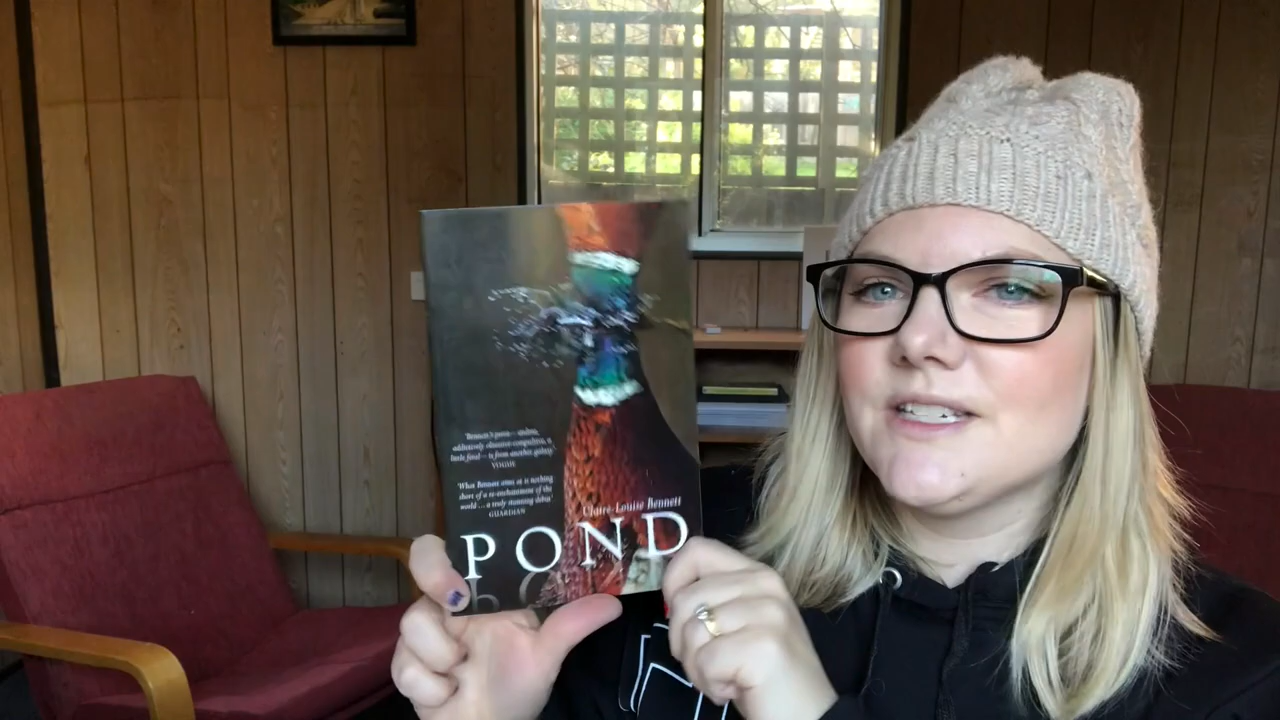 'Bennett's prose — endless,
addictively obsessive-compulsive, a
little feral — is from another galaxy.'
VOGUE
'What Bennett aims at is nothing
short of a re-enchantment of the
world ... a truly stunning debut'
GUARDIAN
Claire-Louise Bennett
POND